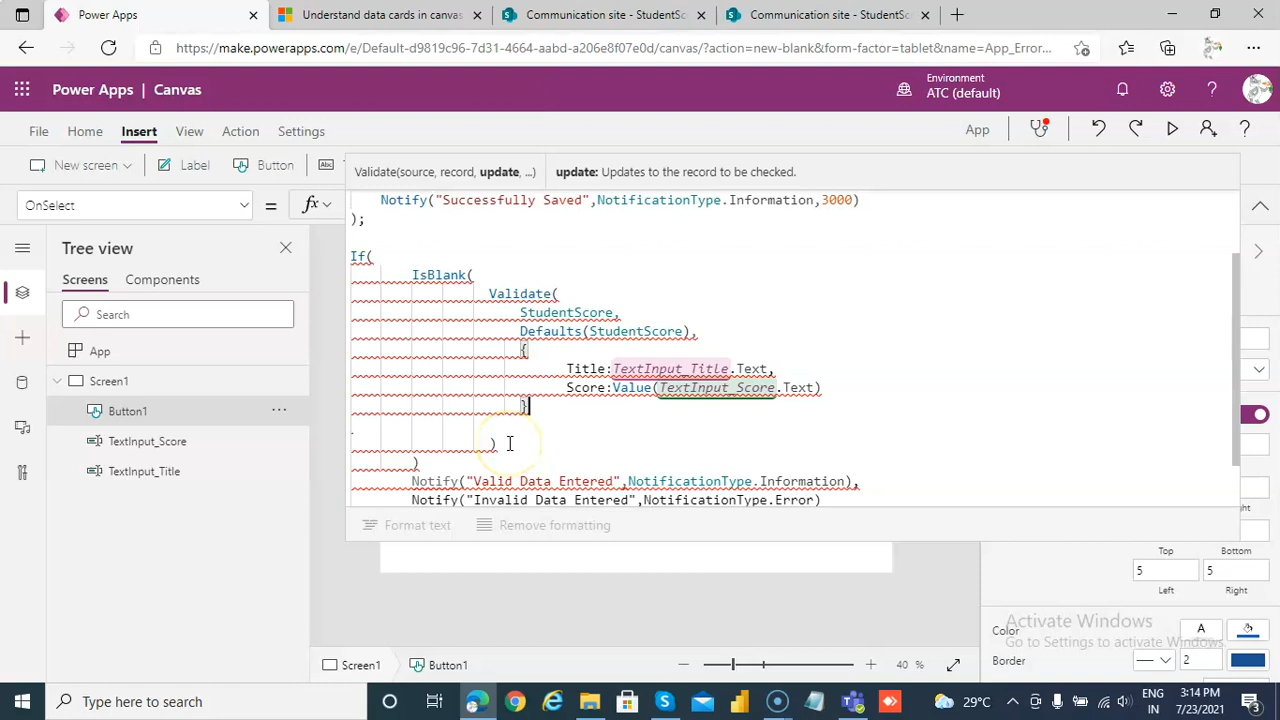 Power Apps
Understand data cards in canvas
Communication site - StudentSc
Communication site - StudentSc
https://make.powerapps.com/e/Default-d9819c96-7d31-4664-aabd-a206e8f07e0d/canvas/?action=new-blank&form-factor=tablet&name=App_Error...
Power Apps | Canvas
Environment
ATC (default)
File Home Insert View Action Settings
App
New screen Label Button Abc
Validate(source, record, update, ...) update: Updates to the record to be checked.
OnSelect = fx
Notify("Successfully Saved",NotificationType.Information,3000)
);
If(
IsBlank(
Validate(
StudentScore,
Defaults(StudentScore),
{
Title:TextInput_Title.Text,
Score:Value(TextInput_Score.Text)
}
)
)
Notify("Valid Data Entered",NotificationType.Information),
Notify("Invalid Data Entered",NotificationType.Error)
Format text Remove formatting
Tree view
Screens Components
Search
App
Screen1
Button1
TextInput_Score
TextInput_Title
Top Bottom
5 5
Left Right
Color A
Border 2
Activate Windows
Go to Settings to activate Windows.
Screen1 Button1
40 %
Type here to search
29°C
ENG
IN
3:14 PM
7/23/2021
3